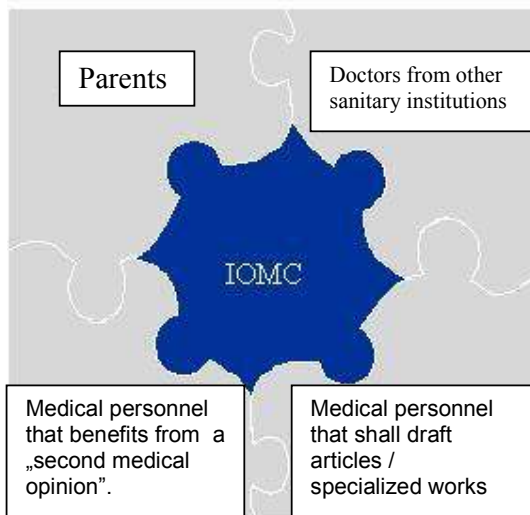 Parents
Doctors from other
sanitary institutions
IOMC
Medical personnel
that benefits from a
„second medical
opinion”.
Medical personnel
that shall draft
articles /
specialized works